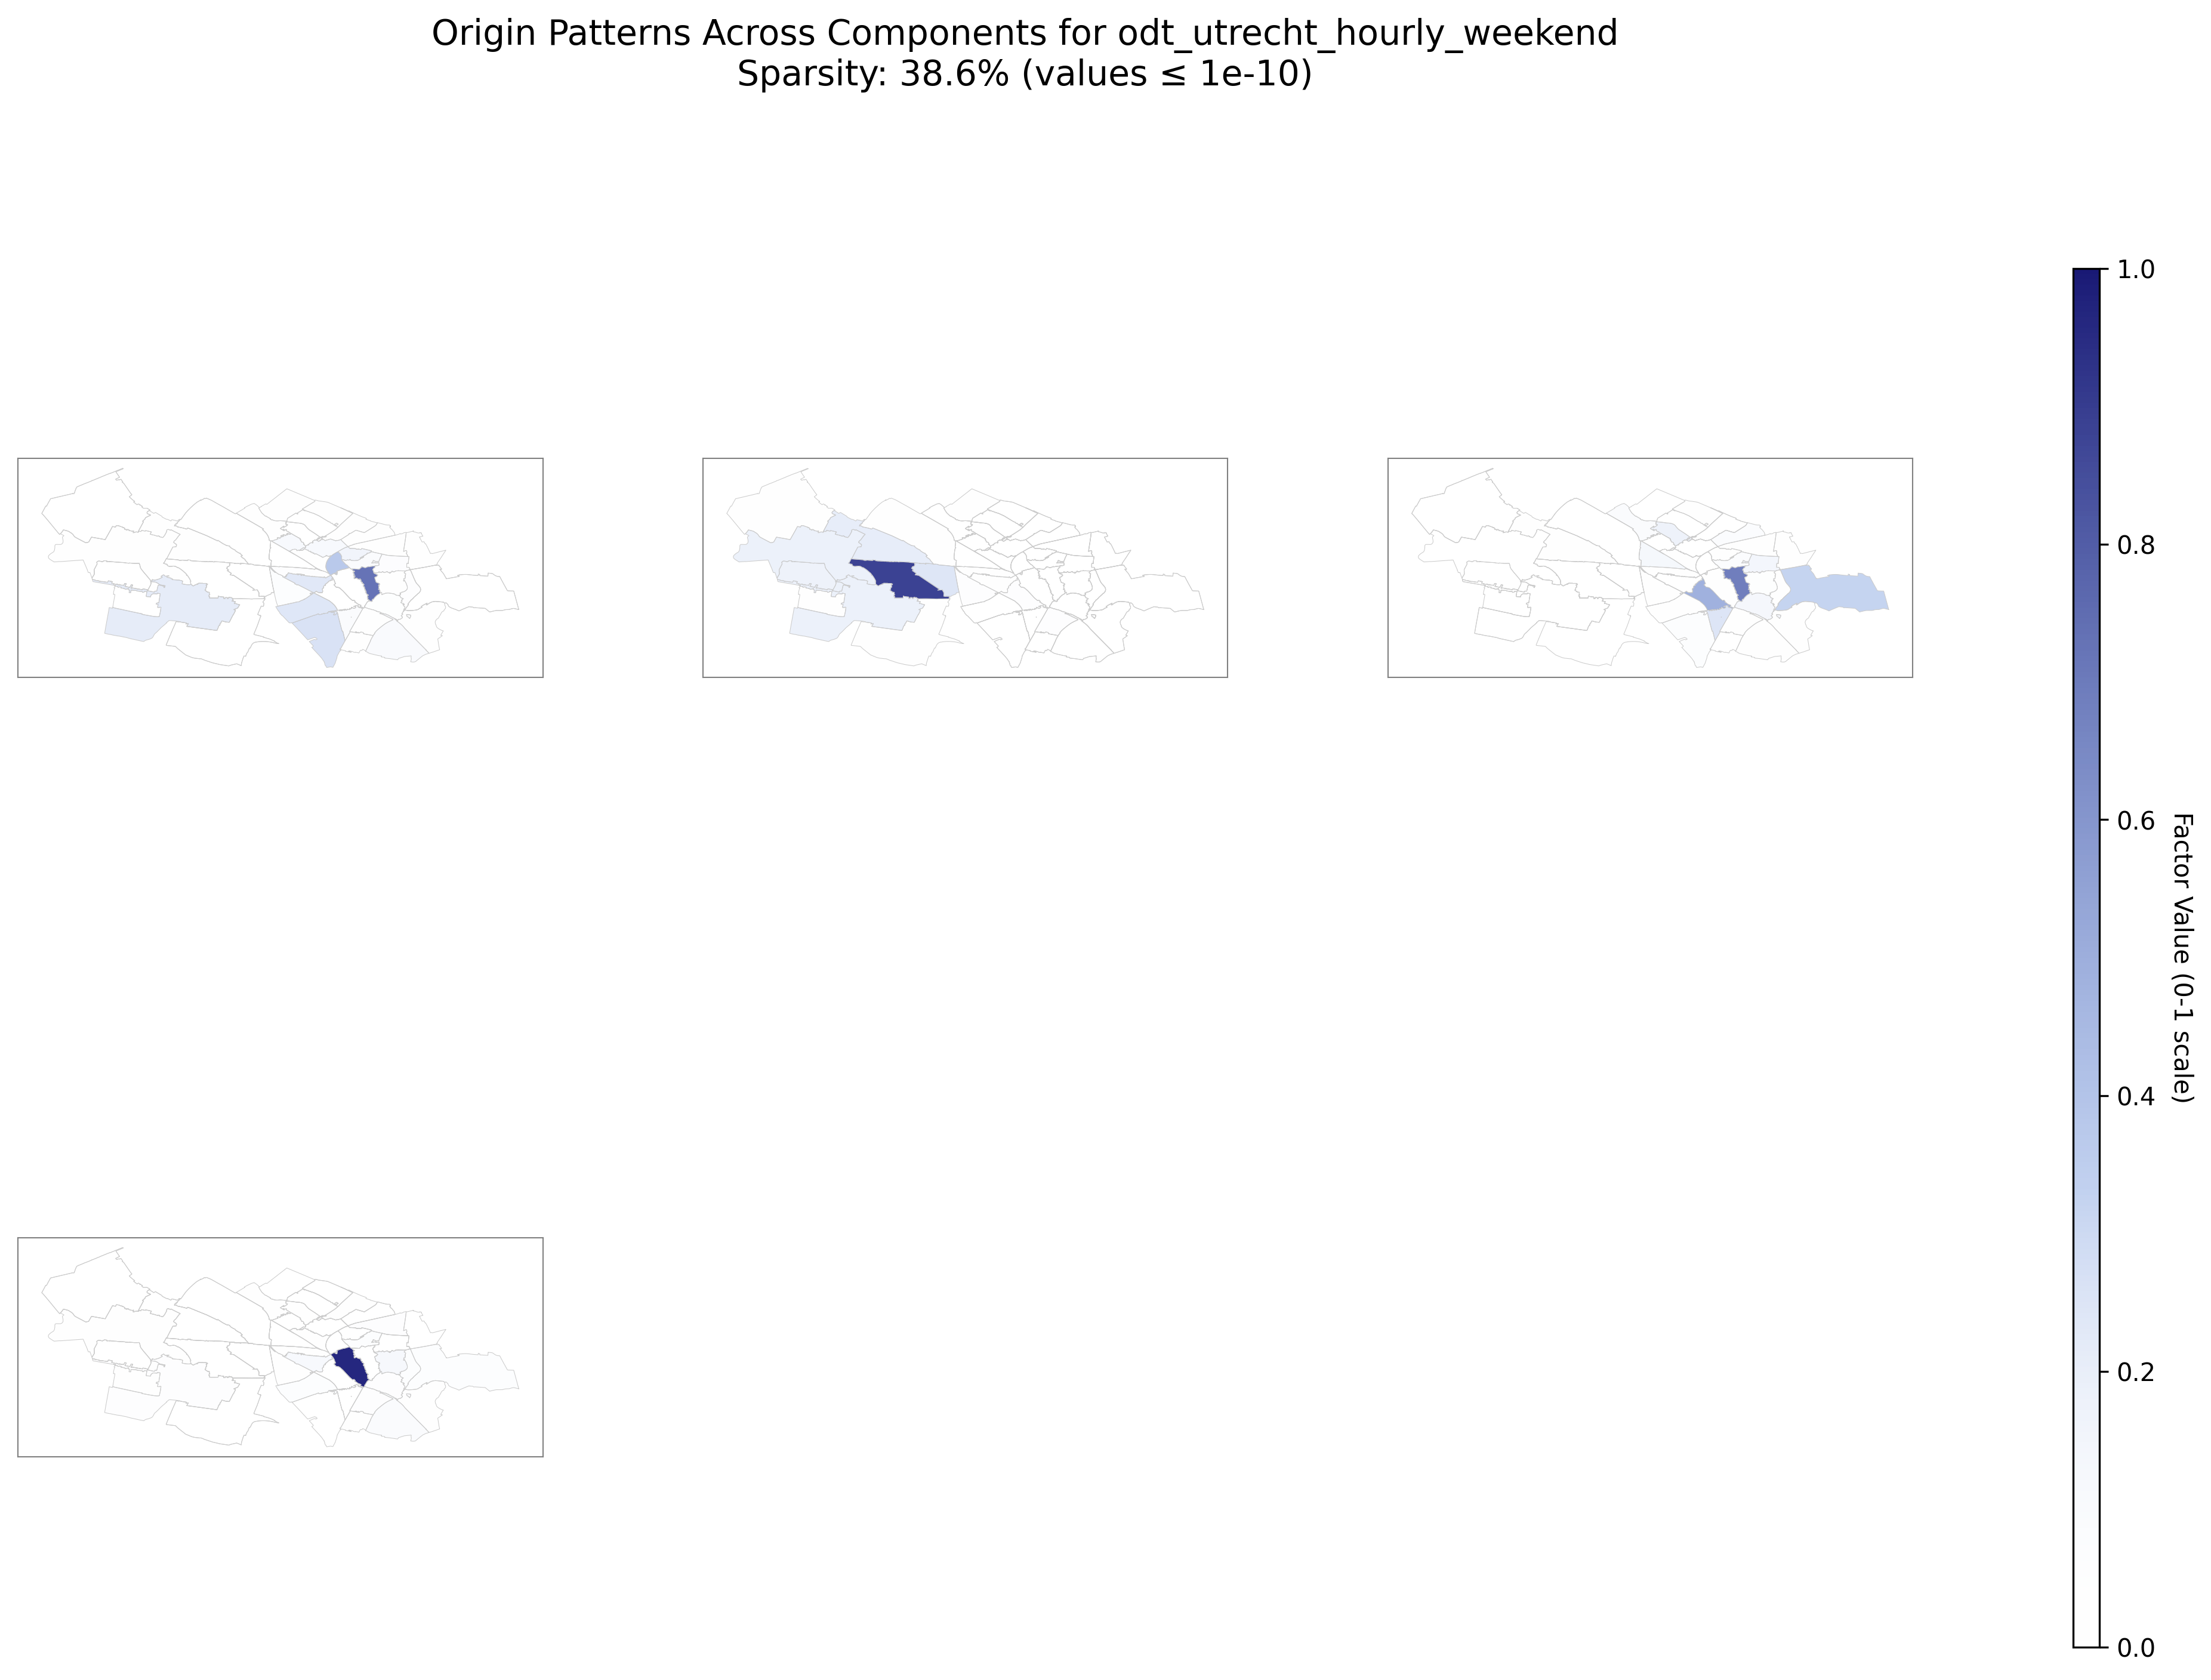 Origin Patterns Across Components for odt_utrecht_hourly_weekend
Sparsity: 38.6% (values ≤ 1e-10)
1.0
0.8
0.6
0.4
0.2
0.0
Factor Value (0-1 scale)